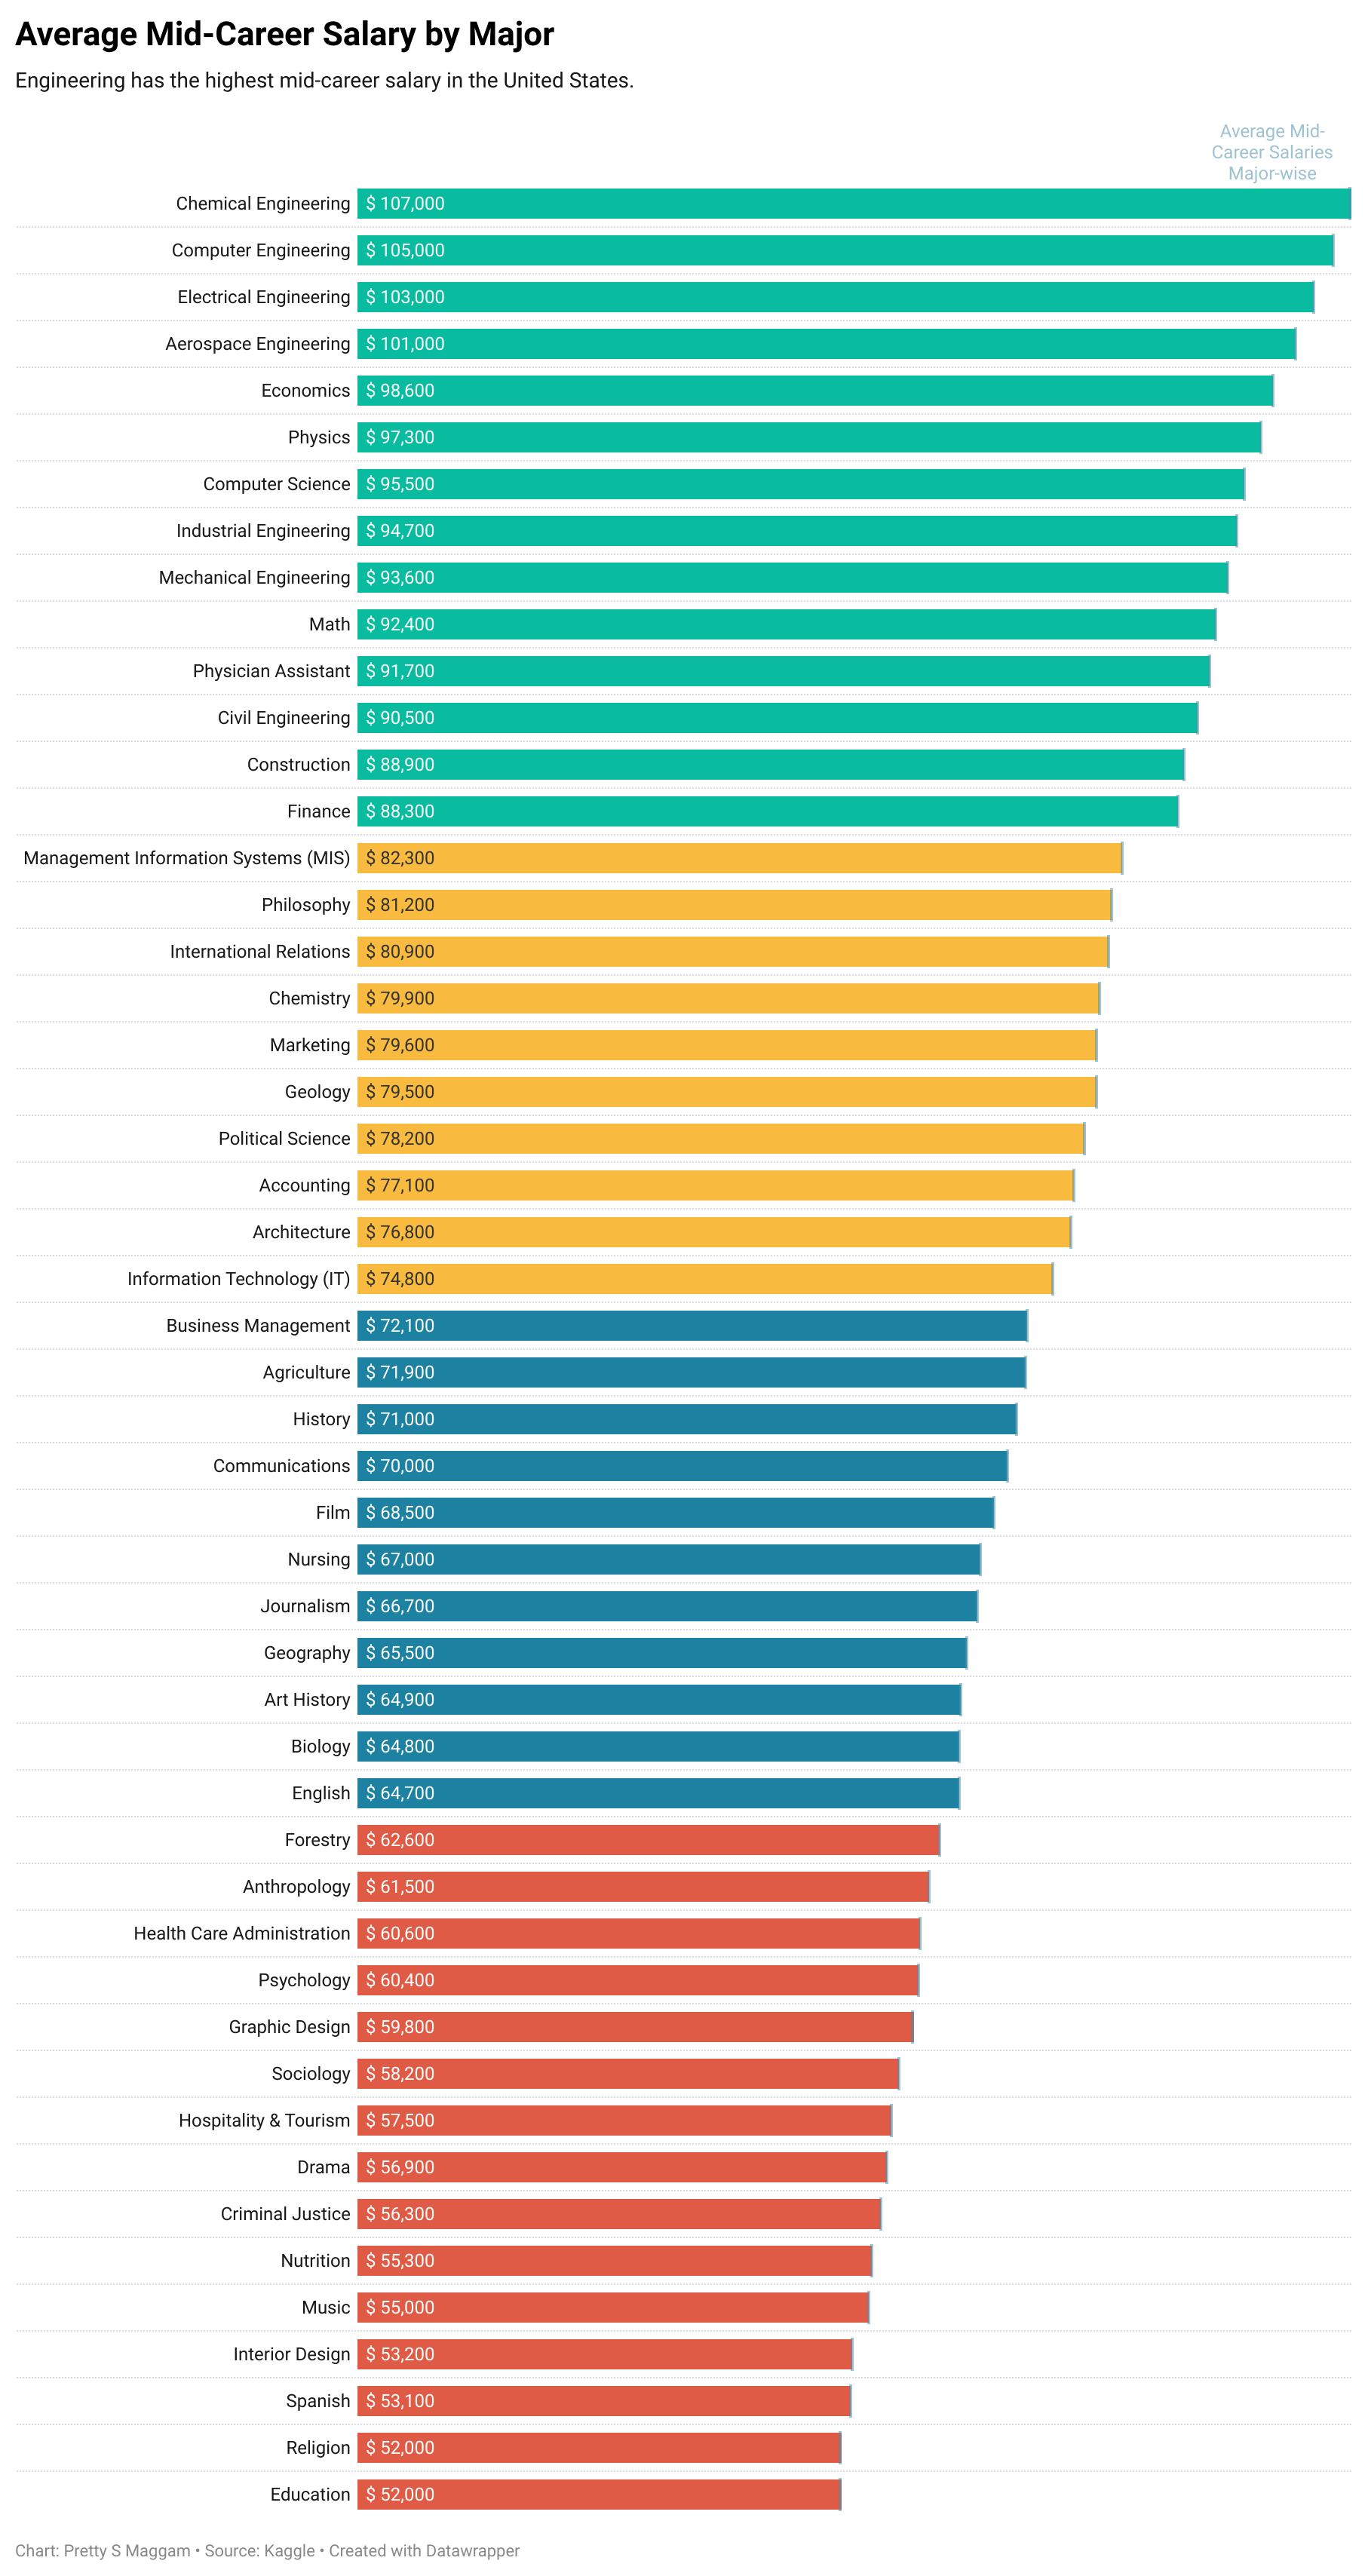 Average Mid-Career Salary by Major
Engineering has the highest mid-career salary in the United States.
Average Mid-
Career Salaries
Major-wise
Chemical Engineering $ 107,000
Computer Engineering $ 105,000
Electrical Engineering $ 103,000
Aerospace Engineering $ 101,000
Economics $ 98,600
Physics $ 97,300
Computer Science $ 95,500
Industrial Engineering $ 94,700
Mechanical Engineering $ 93,600
Math $ 92,400
Physician Assistant $ 91,700
Civil Engineering $ 90,500
Construction $ 88,900
Finance $ 88,300
Management Information Systems (MIS) $ 82,300
Philosophy $ 81,200
International Relations $ 80,900
Chemistry $ 79,900
Marketing $ 79,600
Geology $ 79,500
Political Science $ 78,200
Accounting $ 77,100
Architecture $ 76,800
Information Technology (IT) $ 74,800
Business Management $ 72,100
Agriculture $ 71,900
History $ 71,000
Communications $ 70,000
Film $ 68,500
Nursing $ 67,000
Journalism $ 66,700
Geography $ 65,500
Art History $ 64,900
Biology $ 64,800
English $ 64,700
Forestry $ 62,600
Anthropology $ 61,500
Health Care Administration $ 60,600
Psychology $ 60,400
Graphic Design $ 59,800
Sociology $ 58,200
Hospitality & Tourism $ 57,500
Drama $ 56,900
Criminal Justice $ 56,300
Nutrition $ 55,300
Music $ 55,000
Interior Design $ 53,200
Spanish $ 53,100
Religion $ 52,000
Education $ 52,000
Chart: Pretty S Maggam • Source: Kaggle • Created with Datawrapper